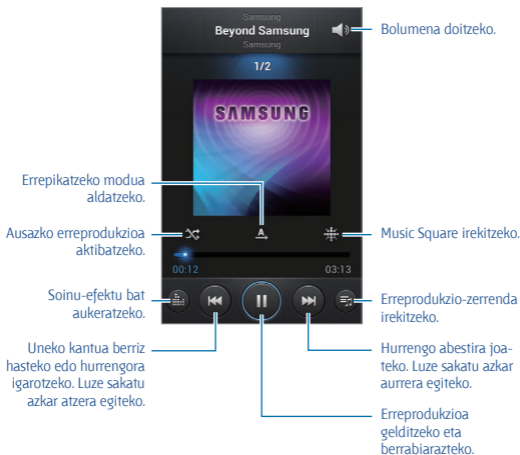 Samsung
Beyond Samsung
Samsung
Bolumena doitzeko.
1/2
SAMSUNG
Errepikatzeko modua
aldatzeko.
A
Ausazko erreprodukzioa
aktibatzeko.
Music Square irekitzeko.
00:12
03:13
Soinu-efektu bat
aukeratzeko.
Erreprodukzio-zerrenda
irekitzeko.
Uneko kantua berriz
hasteko edo hurrengora
igarotzeko. Luze sakatu
azkar atzera egiteko.
Hurrengo abestira joa-
teko. Luze sakatu azkar
aurrera egiteko.
Erreprodukzioa
gelditzeko eta
berrabiarazteko.